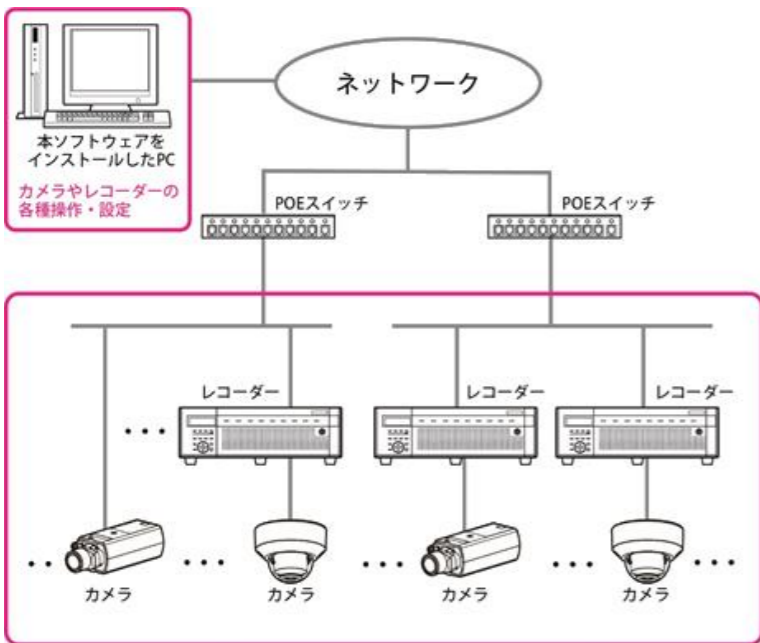 ネットワーク
本ソフトウェアを
インストールしたPC
カメラやレコーダーの
各種操作・設定
POEスイッチ
POEスイッチ
レコーダー
レコーダー
レコーダー
カメラ
カメラ
カメラ
カメラ